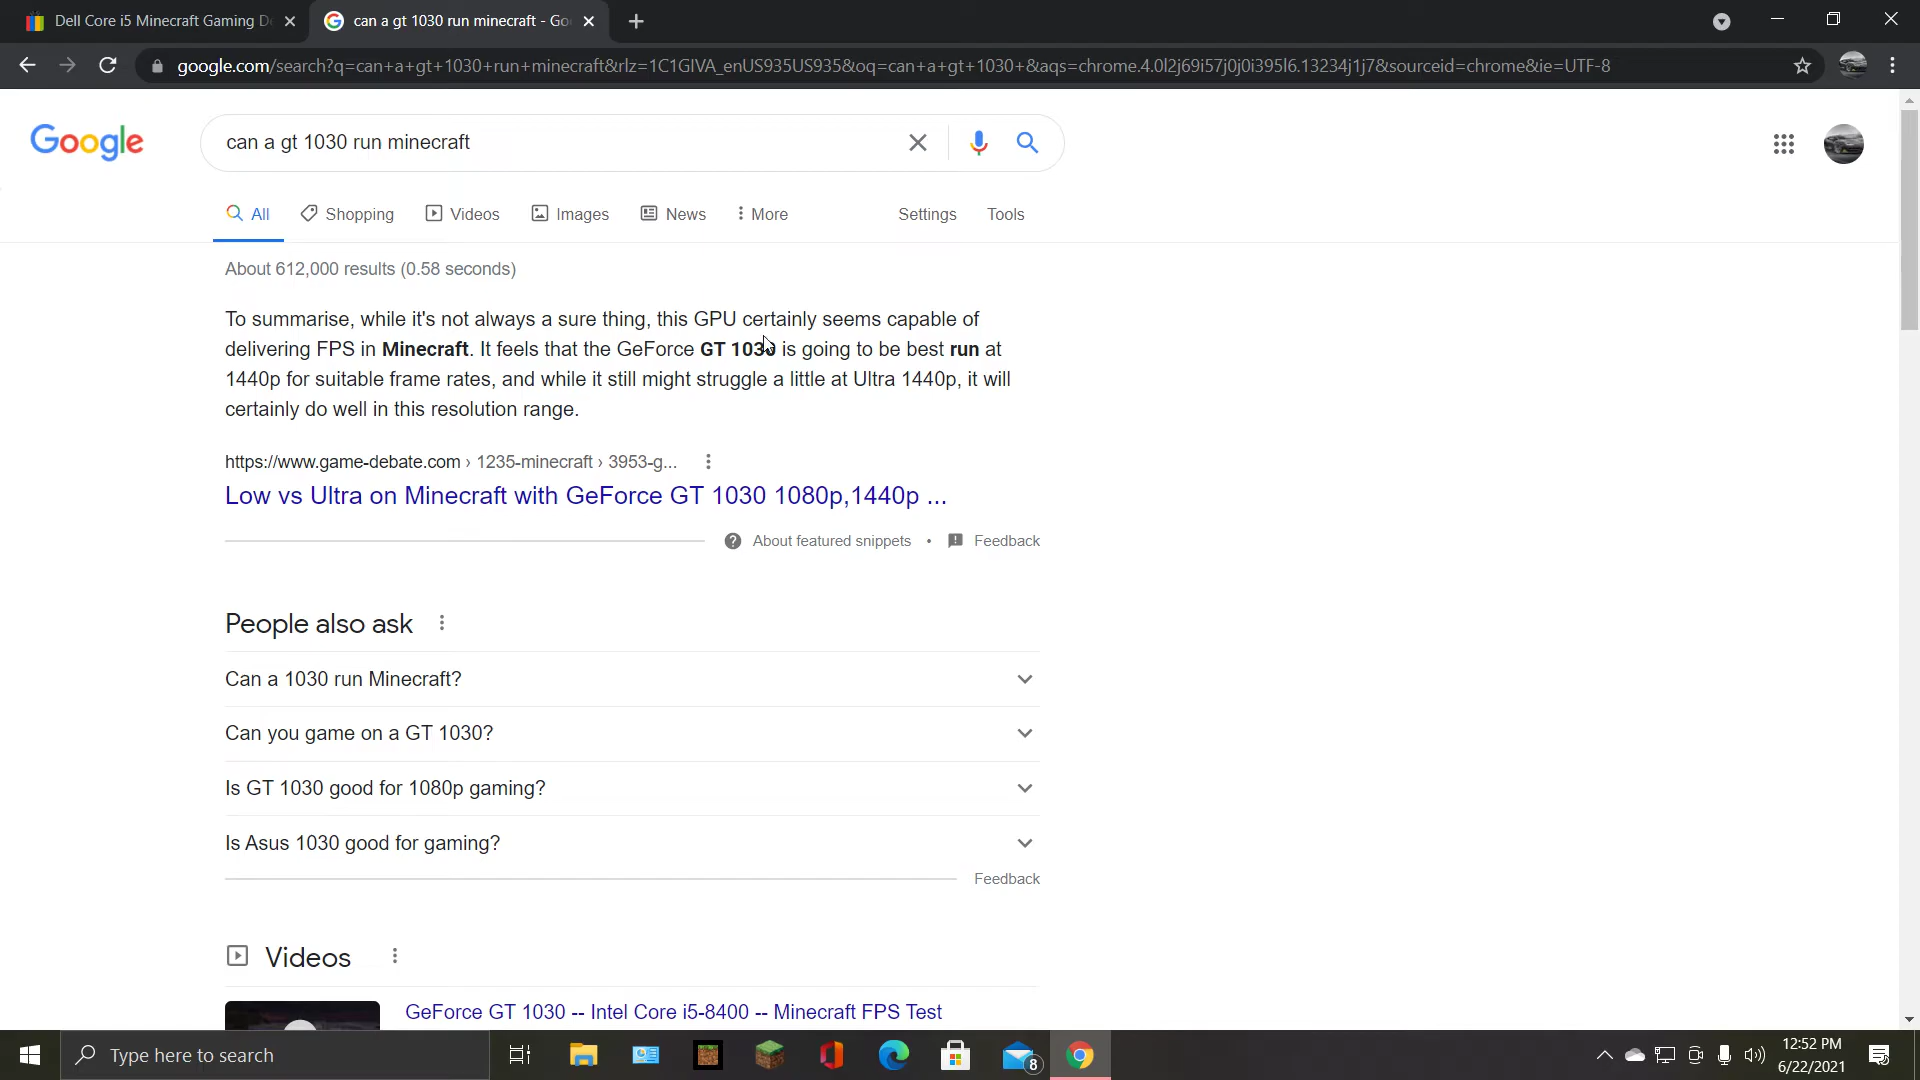 Dell Core i5 Minecraft Gaming De
can a gt 1030 run minecraft - Goo
google.com/search?q=can+a+gt+1030+run+minecraft&rlz=1C1GIVA_enUS935US935&oq=can+a+gt+1030+&aqs=chrome.4.0l2j69i57j0j0i395l6.13234j1j7&sourceid=chrome&ie=UTF-8
Google
can a gt 1030 run minecraft
All
Shopping
Videos
Images
News
More
Settings
Tools
About 612,000 results (0.58 seconds)
To summarise, while it's not always a sure thing, this GPU certainly seems capable of
delivering FPS in Minecraft. It feels that the GeForce GT 1030 is going to be best run at
1440p for suitable frame rates, and while it still might struggle a little at Ultra 1440p, it will
certainly do well in this resolution range.
https://www.game-debate.com › 1235-minecraft › 3953-g...
Low vs Ultra on Minecraft with GeForce GT 1030 1080p,1440p ...
About featured snippets • Feedback
People also ask
Can a 1030 run Minecraft?
Can you game on a GT 1030?
Is GT 1030 good for 1080p gaming?
Is Asus 1030 good for gaming?
Feedback
Videos
GeForce GT 1030 -- Intel Core i5-8400 -- Minecraft FPS Test
Type here to search
8
12:52 PM
6/22/2021